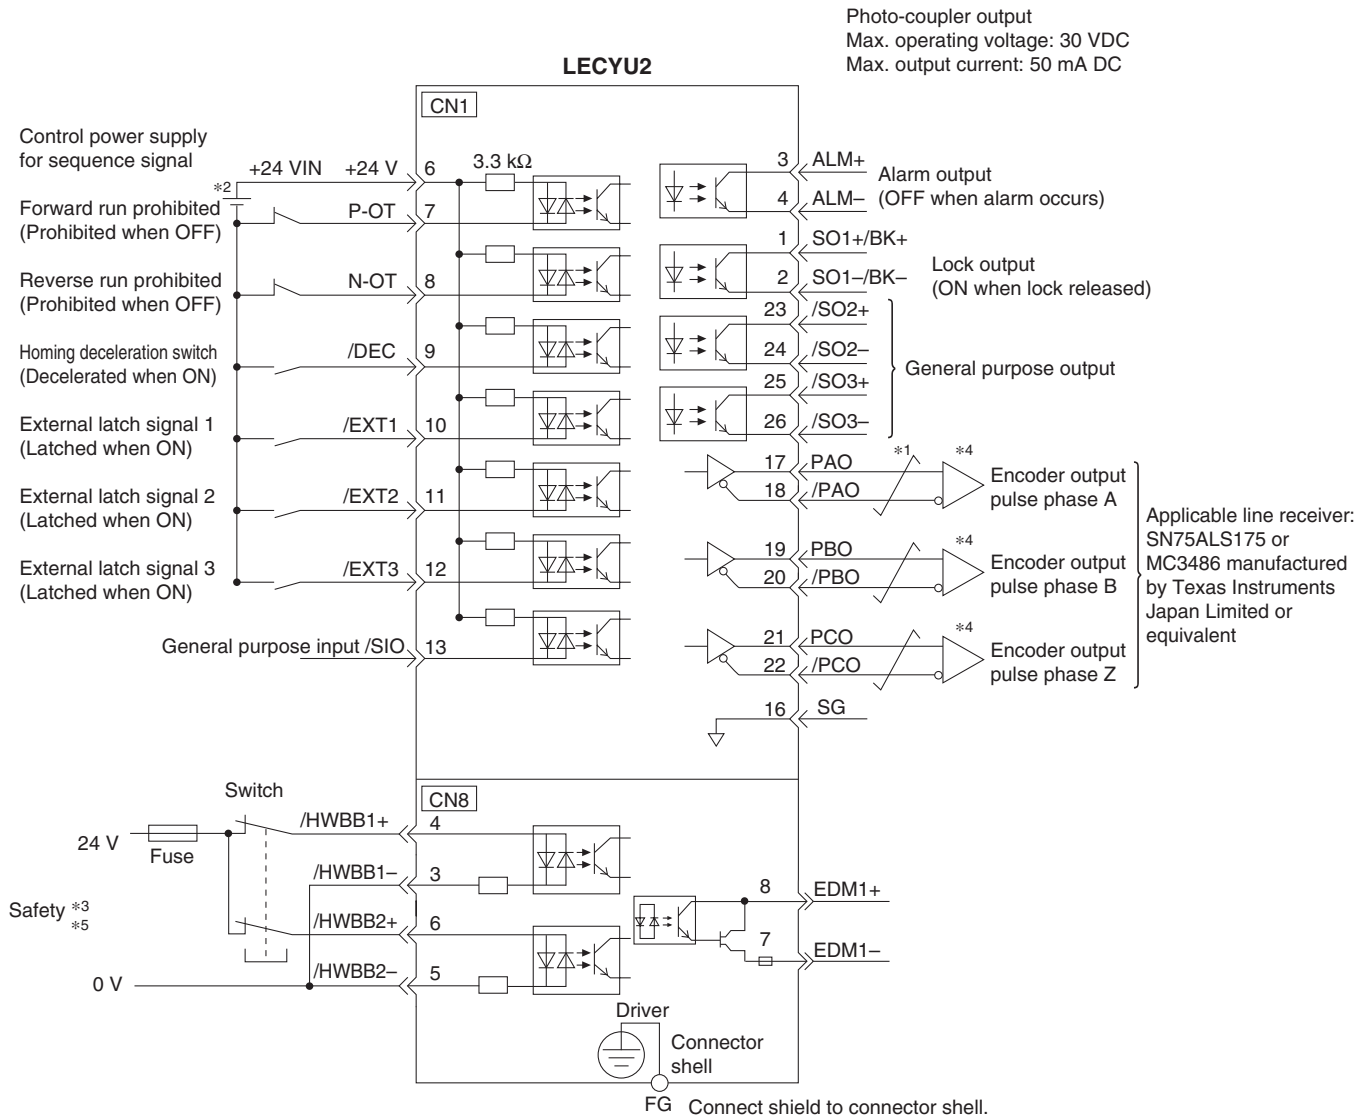 Photo-coupler output
Max. operating voltage: 30 VDC
Max. output current: 50 mA DC
LECYU2
CN1
Control power supply
for sequence signal
+24 VIN
+24 V
6
3.3 kΩ
*2
Forward run prohibited
(Prohibited when OFF)
P-OT
7
Reverse run prohibited
(Prohibited when OFF)
N-OT
8
Homing deceleration switch
(Decelerated when ON)
/DEC
9
External latch signal 1
(Latched when ON)
/EXT1
10
External latch signal 2
(Latched when ON)
/EXT2
11
External latch signal 3
(Latched when ON)
/EXT3
12
General purpose input /SIO
13
3
ALM+
4
ALM–
Alarm output
(OFF when alarm occurs)
1
SO1+/BK+
2
SO1–/BK–
Lock output
(ON when lock released)
23
/SO2+
24
/SO2–
25
/SO3+
26
/SO3–
General purpose output
17
PAO
18
/PAO
*1
*4
Encoder output
pulse phase A
19
PBO
20
/PBO
*4
Encoder output
pulse phase B
21
PCO
22
/PCO
*4
Encoder output
pulse phase Z
Applicable line receiver:
SN75ALS175 or
MC3486 manufactured
by Texas Instruments
Japan Limited or
equivalent
16
SG
CN8
Switch
24 V
Fuse
/HWBB1+
4
/HWBB1–
3
Safety *3
*5
/HWBB2+
6
/HWBB2–
5
0 V
8
EDM1+
7
EDM1–
Driver
Connector
shell
FG
Connect shield to connector shell.